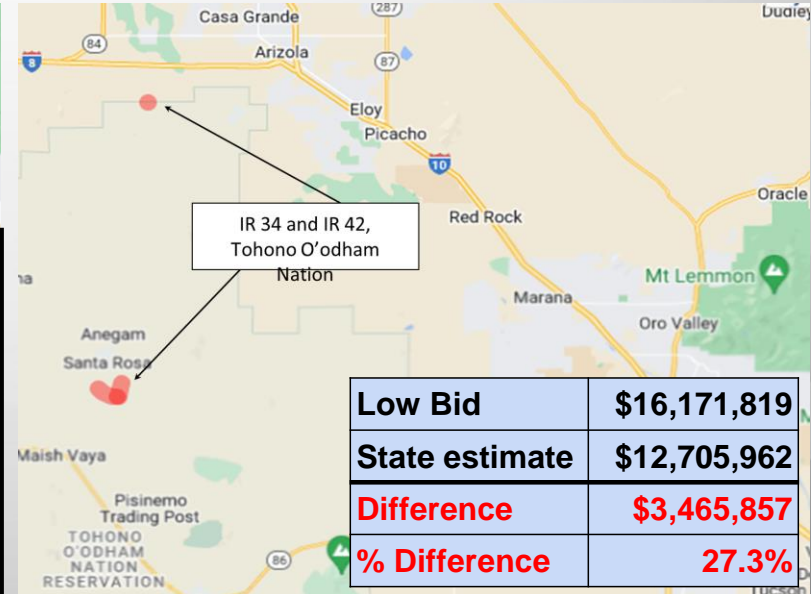 Casa Grande
287
Dudley
84
Arizola
8
87
Eloy
Picacho
10
Oracle
IR 34 and IR 42,
Tohono O'odham
Nation
Red Rock
na
Mt Lemmon
Marana
Oro Valley
Anegam
Santa Rosa
Low Bid $16,171,819
State estimate $12,705,962
Difference $3,465,857
% Difference 27.3%
Maish Vaya
Pisinemo
Trading Post
TOHONO
O'ODHAM
NATION
RESERVATION
86